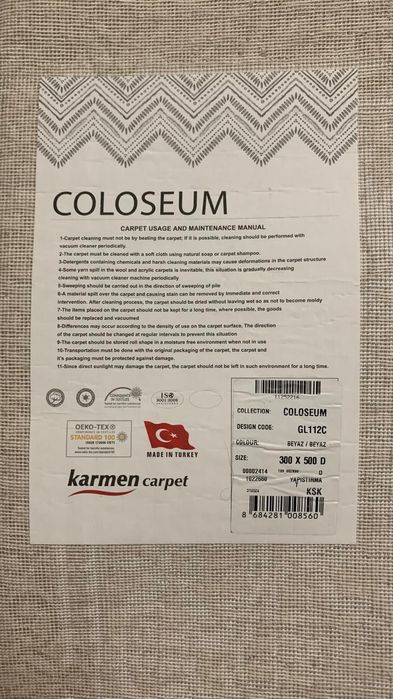 COLOSEUM
CARPET USAGE AND MAINTENANCE MANUAL
1-Carpet cleaning must not be by beating the carpet; If it is possible, cleaning should be performed with
vacuum cleaner periodically.
2-The carpet must be cleaned with a soft cloth using natural soap or carpet shampoo.
3-Detergents containing chemicals and harsh cleaning materials may cause deformations in the carpet structure
4-Some yarn spill in the wool and acrylic carpets is inevitable, this situation is gradually decreasing
cleaning with vacuum cleaner machine periodically
5-Sweeping should be carried out in the direction of sweeping of pile
6-A material spilt over the carpet and causing stain can be removed by immediate and correct
intervention. After cleaning process, the carpet should be dried without leaving wet so as not to become moldy
7-The items placed on the carpet should not be kept for a long time, where possible, the goods
should be replaced and vacuumed
8-Differences may occur according to the density of use on the carpet surface. The direction
of the carpet should be changed at regular intervals to prevent this situation
9-The carpet should be stored roll shape in a moisture free environment when not in use
10-Transportation must be done with the original packaging of the carpet, the carpet and
it's packaging must be protected against damage.
11-Since direct sunlight may damage the carpet, the carpet should not be left in such environment for a long time.
ISO
OEKO-TEX®
CONFIDENCE IN TEXTILES
STANDARD 100
MADE IN TURKEY
karmen carpet
11252216
COLLECTION: COLOSEUM
DESIGN CODE: GL112C
COLOUR: BEYAZ / BEYAZ
SIZE: 300 X 500 D
00002414
1022660 YAPISTIRMA
KSK
8 684281 008560